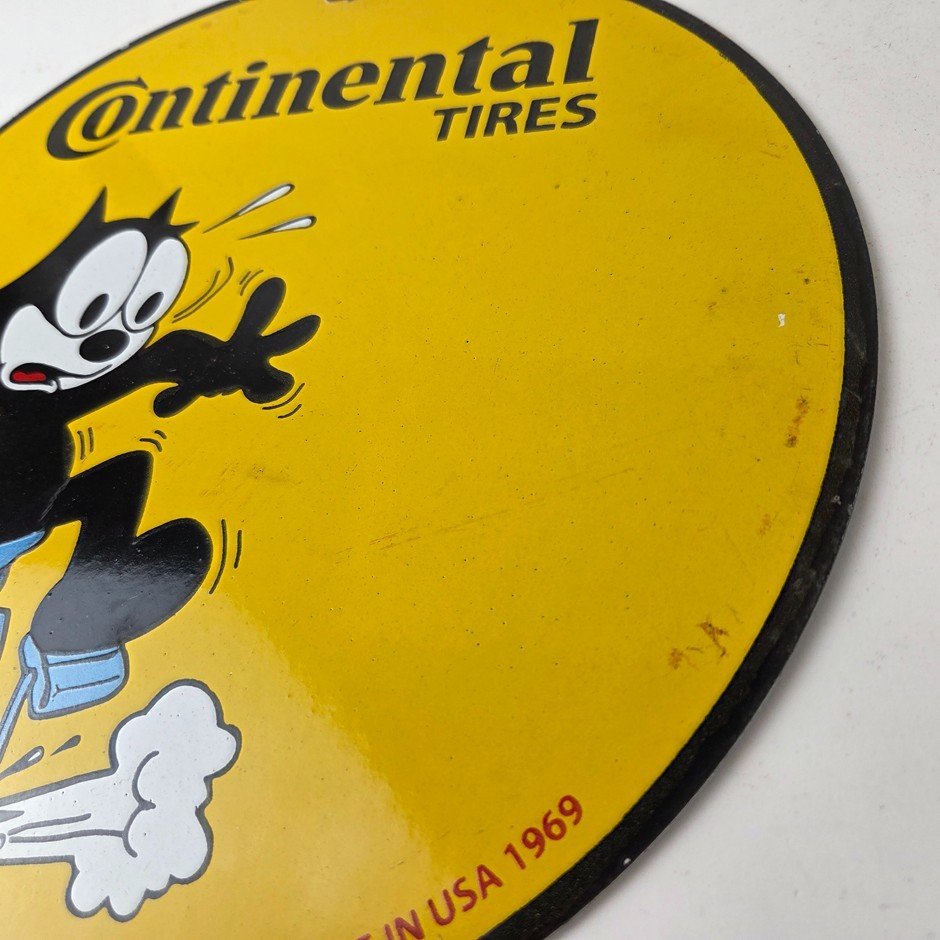 Continental
TIRES
IN USA 1969